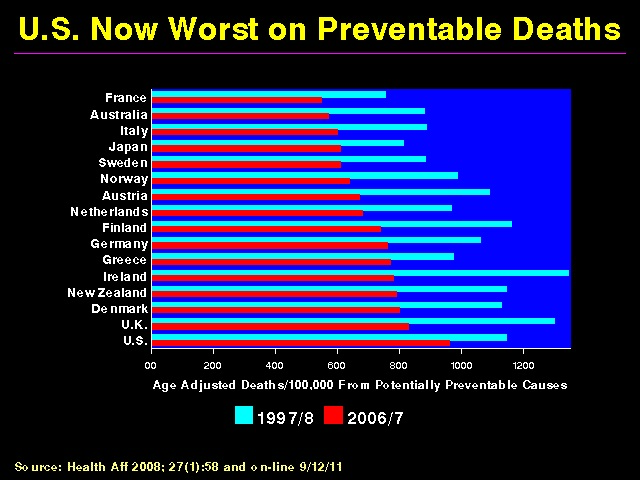 U.S. Now Worst on Preventable Deaths
France
Australia
Italy
Japan
Sweden
Norway
Austria
Netherlands
Finland
Germany
Greece
Ireland
New Zealand
Denmark
U.K.
U.S.
00 200 400 600 800 1000 1200
Age Adjusted Deaths/100,000 From Potentially Preventable Causes
1997/8 2006/7
Source: Health Aff 2008; 27(1):58 and on-line 9/12/11